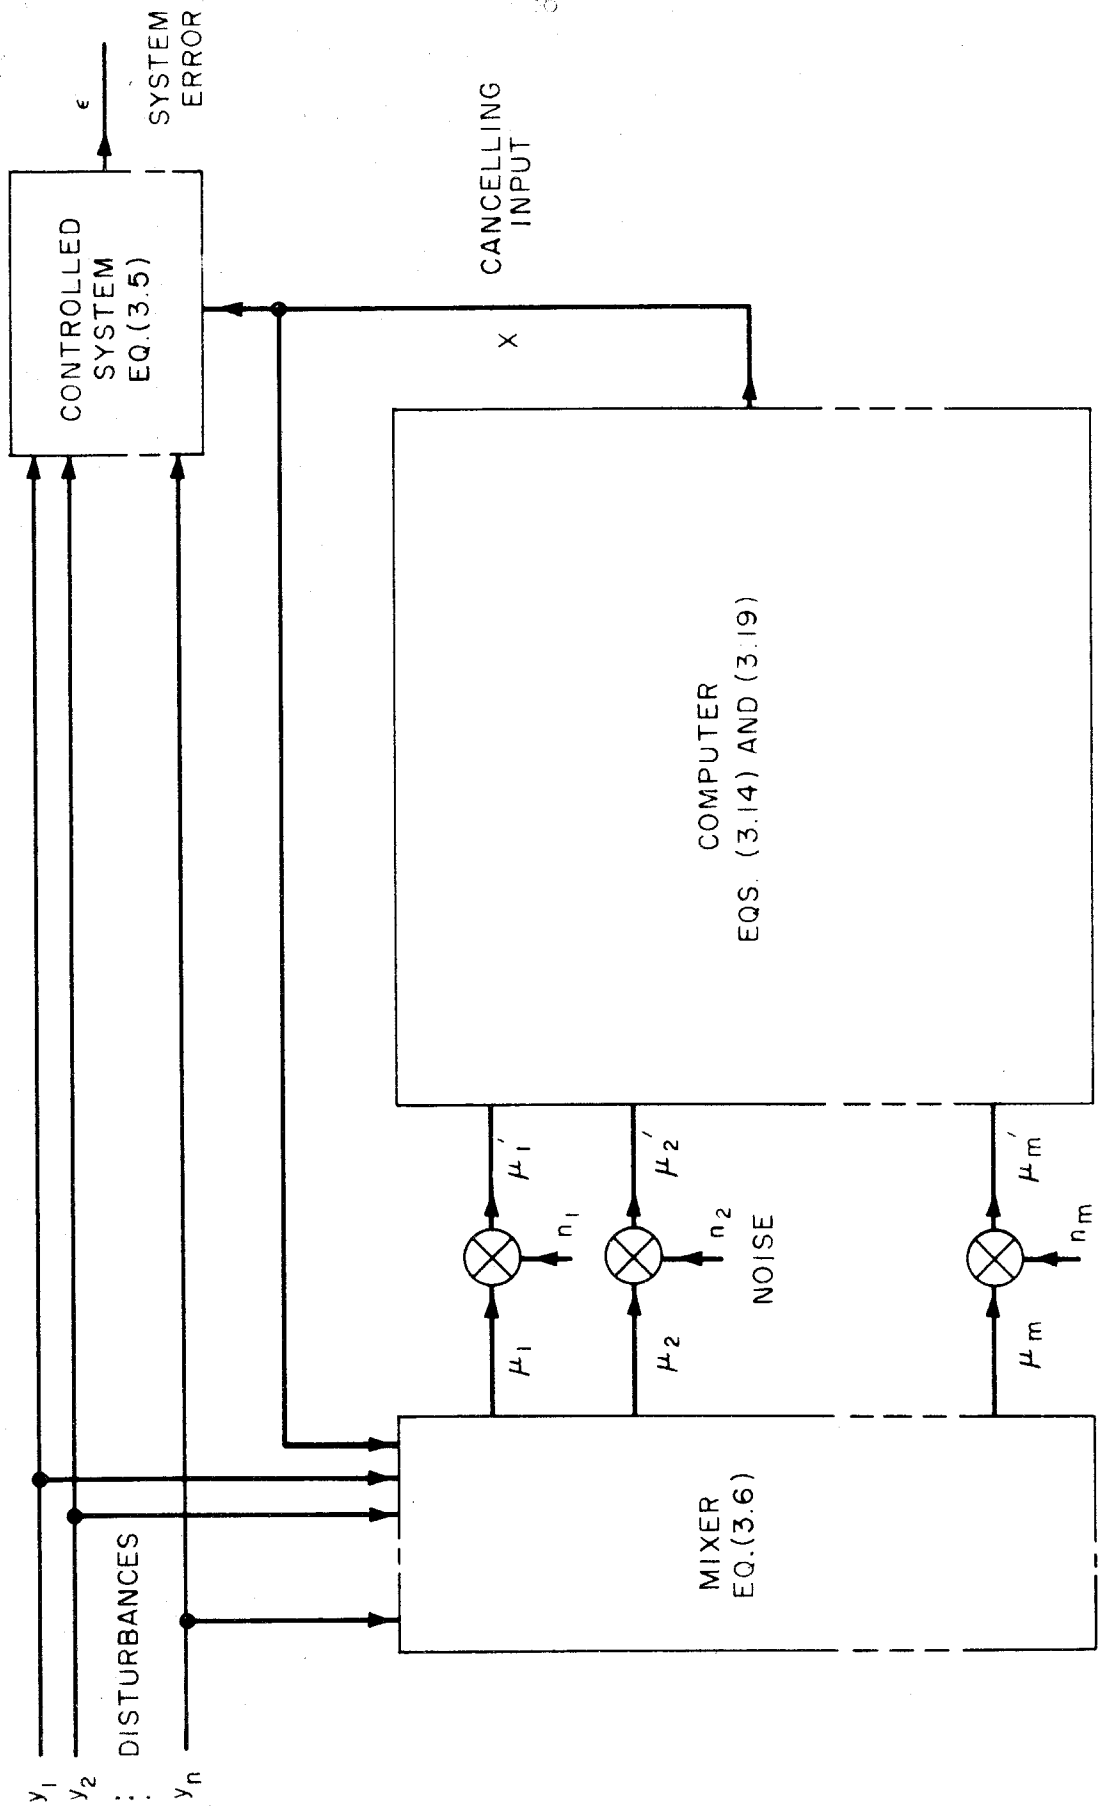 y1
y2
⋮
DISTURBANCES
yn
CONTROLLED
SYSTEM
EQ.(3.5)
ϵ
SYSTEM
ERROR
MIXER
EQ.(3.6)
μ1
μ2
μm
n1
n2
NOISE
nm
μ1′
μ2′
μm′
COMPUTER
EQS. (3.14) AND (3.19)
X
CANCELLING
INPUT